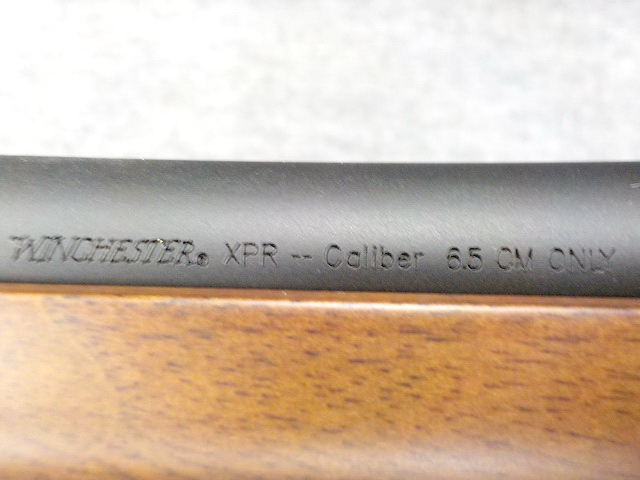 WINCHESTER® XPR -- Caliber 6.5 CM ONLY